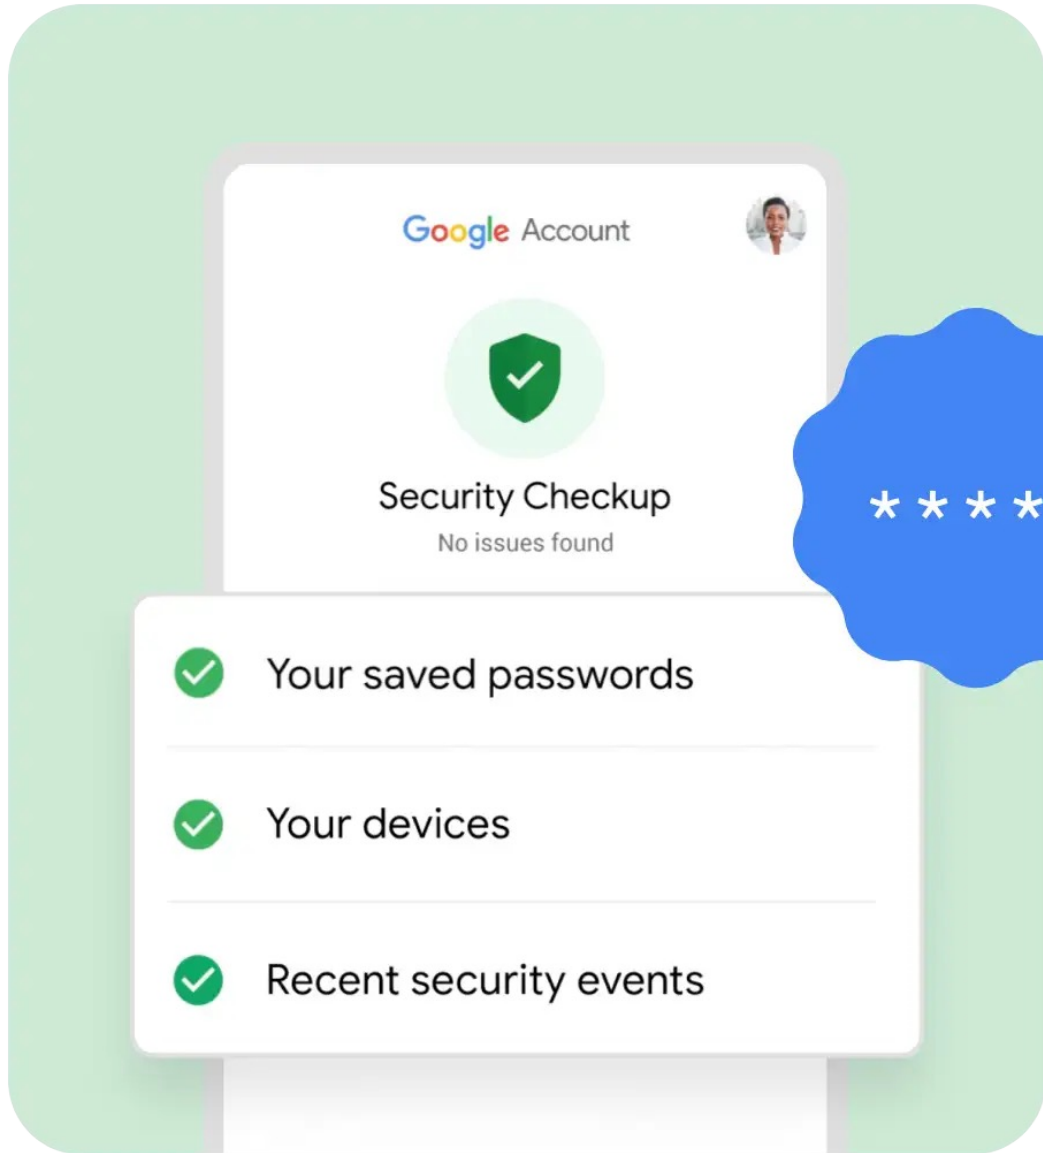 Google Account
Security Checkup
No issues found
* * * *
Your saved passwords
Your devices
Recent security events